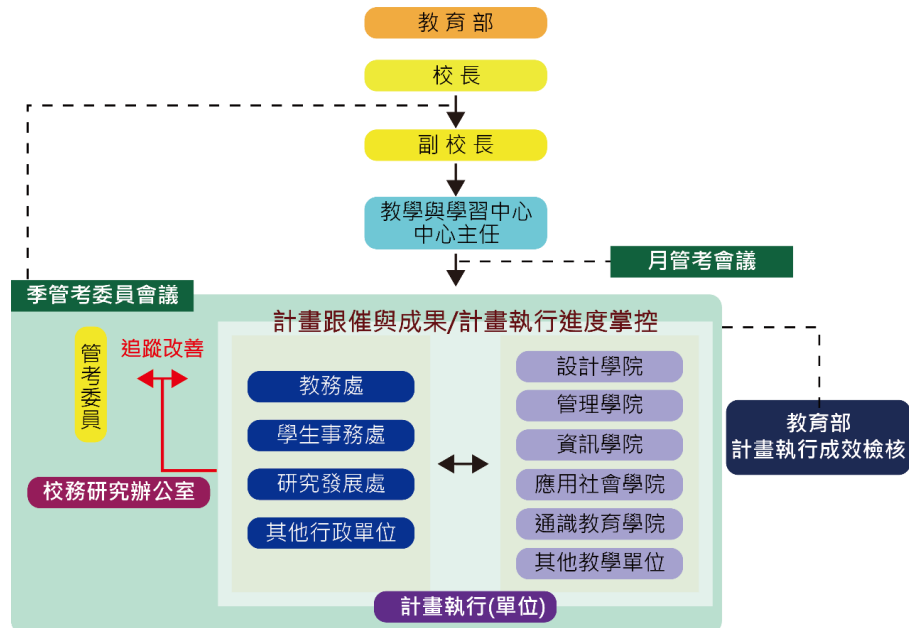 教育部
校長
副校長
教學與學習中心
中心主任
月管考會議
季管考委員會議
計畫跟催與成果/計畫執行進度掌控
管考委員
追蹤改善
校務研究辦公室
教務處
學生事務處
研究發展處
其他行政單位
設計學院
管理學院
資訊學院
應用社會學院
通識教育學院
其他教學單位
教育部
計畫執行成效檢核
計畫執行(單位)